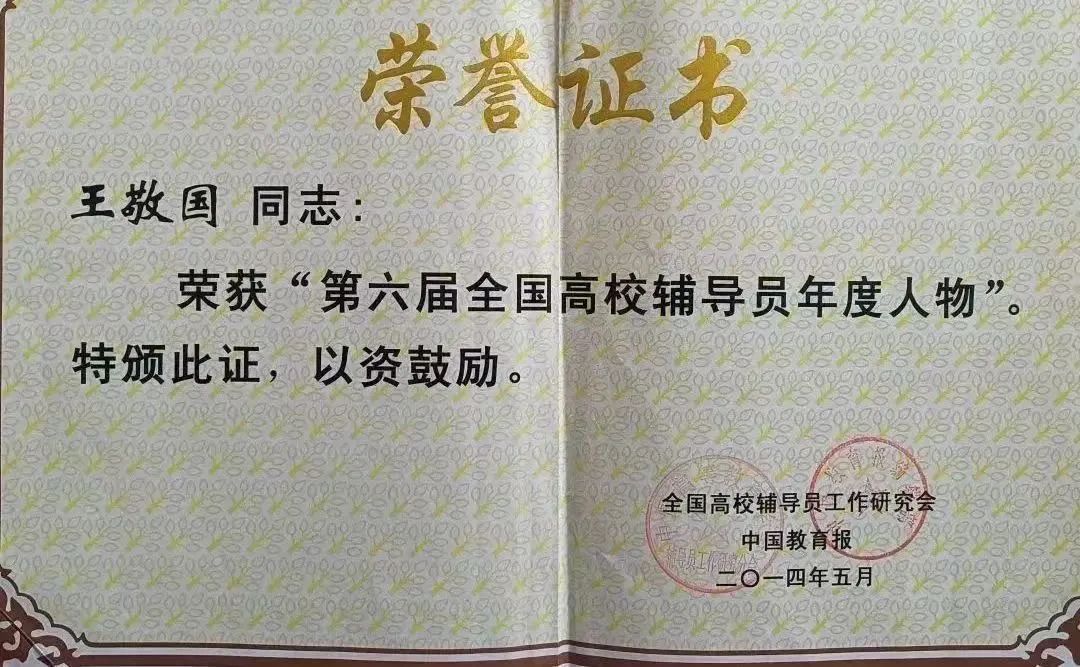 荣誉证书
王敬国 同志:
荣获“第六届全国高校辅导员年度人物”。
特颁此证，以资鼓励。
全国高校辅导员工作研究会
中国教育报
二〇一四年五月